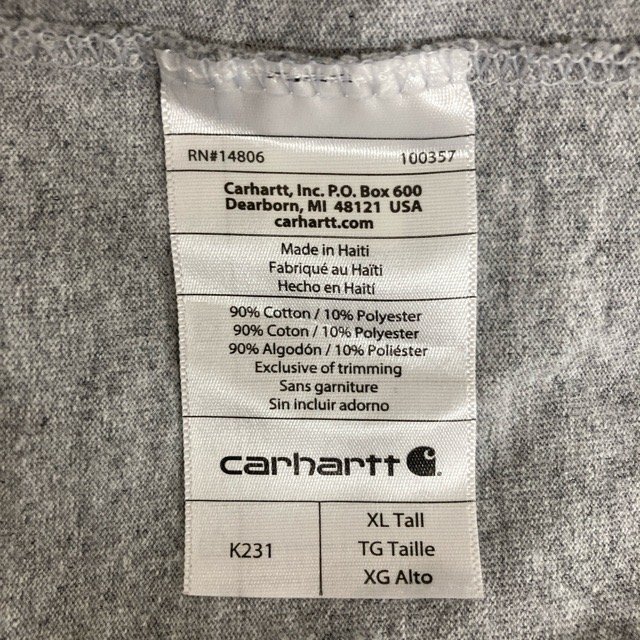 RN#14806 100357
Carhartt, Inc. P.O. Box 600
Dearborn, MI 48121 USA
carhartt.com
Made in Haiti
Fabriqué au Haïti
Hecho en Haití
90% Cotton / 10% Polyester
90% Coton / 10% Polyester
90% Algodón / 10% Poliéster
Exclusive of trimming
Sans garniture
Sin incluir adorno
carhartt
K231
XL Tall
TG Taille
XG Alto